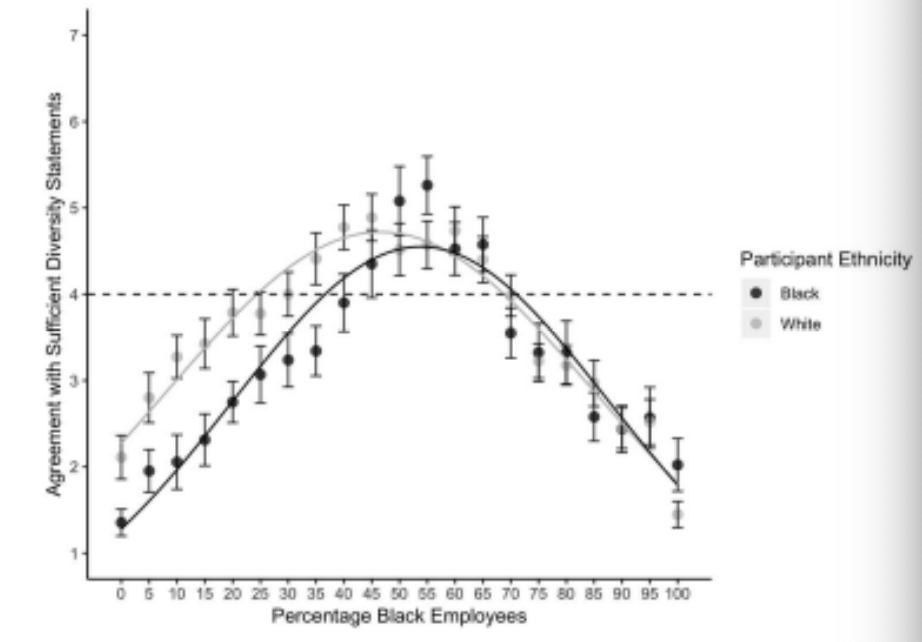 7
6
5
4
3
2
1
Agreement with Sufficient Diversity Statements
0 5 10 15 20 25 30 35 40 45 50 55 60 65 70 75 80 85 90 95 100
Percentage Black Employees
Participant Ethnicity
Black
White